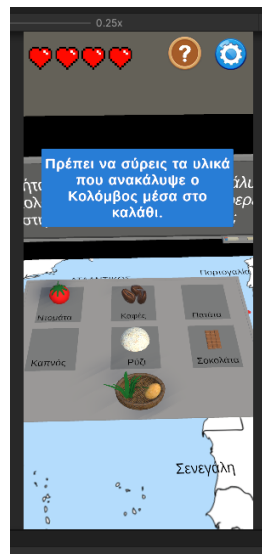 0.25x
?
Πρέπει να σύρεις τα υλικά
που ανακάλυψε ο
Κολόμβος μέσα στο
καλάθι.
Πορτογαλία
Ντομάτα
Καφές
Πατάτα
Καπνός
Ρύζι
Σοκολάτα
Σενεγάλη